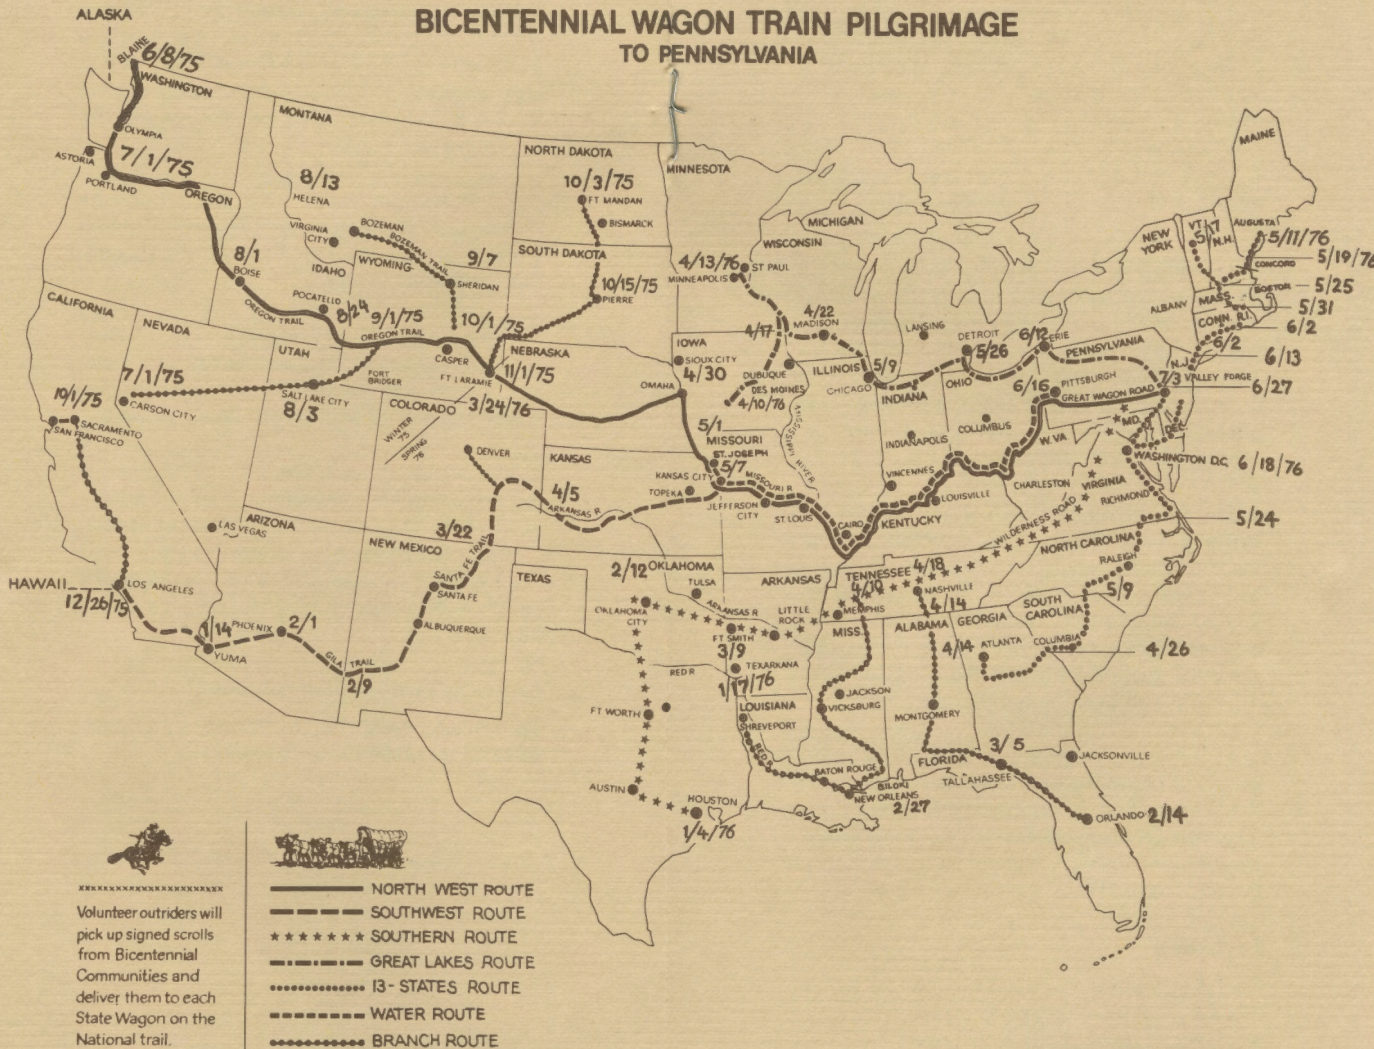 BICENTENNIAL WAGON TRAIN PILGRIMAGE
TO PENNSYLVANIA
ALASKA
BLAINE
6/8/75
WASHINGTON
OLYMPIA
ASTORIA
7/1/75
PORTLAND
OREGON
MONTANA
8/13
HELENA
VIRGINIA
CITY
BOZEMAN
BOZEMAN TRAIL
IDAHO
WYOMING
9/7
SHERIDAN
NORTH DAKOTA
10/3/75
FT MANDAN
BISMARCK
SOUTH DAKOTA
10/15/75
PIERRE
MINNESOTA
4/13/76
ST PAUL
MINNEAPOLIS
WISCONSIN
MICHIGAN
4/17
4/22
MADISON
LANSING
DETROIT
5/26
6/12
ERIE
NEW
YORK
VT.
5/17
N.H.
MAINE
AUGUSTA
5/11/76
CONCORD
5/19/76
BOSTON
5/25
ALBANY
MASS.
5/31
CONN.
R.I.
6/2
6/2
PENNSYLVANIA
N.J.
6/13
7/3
VALLEY FORGE
6/27
8/1
BOISE
OREGON TRAIL
POCATELLO
8/24
9/1/75
OREGON TRAIL
10/1/75
CASPER
FT LARAMIE
11/1/75
3/24/76
NEBRASKA
IOWA
SIOUX CITY
4/30
OMAHA
DUBUQUE
DES MOINES
4/10/76
MISSISSIPPI RIVER
ILLINOIS
CHICAGO
5/9
INDIANA
OHIO
6/16
PITTSBURGH
GREAT WAGON ROAD
CALIFORNIA
NEVADA
UTAH
FORT
BRIDGER
7/1/75
CARSON CITY
SALT LAKE CITY
8/3
10/1/75
SACRAMENTO
SAN FRANCISCO
COLORADO
WINTER
'75
SPRING
'76
DENVER
KANSAS
4/5
ARKANSAS R
TOPEKA
5/1
MISSOURI
ST. JOSEPH
5/7
KANSAS CITY
MISSOURI R
JEFFERSON
CITY
ST. LOUIS
CAIRO
INDIANAPOLIS
COLUMBUS
VINCENNES
LOUISVILLE
KENTUCKY
W.VA
MD.
DEL.
WASHINGTON D.C.
6/18/76
CHARLESTON
VIRGINIA
RICHMOND
WILDERNESS ROAD
5/24
LAS VEGAS
ARIZONA
NEW MEXICO
3/22
SANTA FE TRAIL
SANTA FE
ALBUQUERQUE
HAWAII
12/26/75
LOS ANGELES
1/14
YUMA
PHOENIX
2/1
GILA TRAIL
2/9
TEXAS
2/12
OKLAHOMA
TULSA
OKLAHOMA
CITY
ARKANSAS R
ARKANSAS
LITTLE
ROCK
FT SMITH
3/9
TEXARKANA
1/17/76
RED R
TENNESSEE
4/10
4/18
NASHVILLE
4/14
MEMPHIS
MISS.
ALABAMA
GEORGIA
NORTH CAROLINA
RALEIGH
5/9
SOUTH
CAROLINA
4/14
ATLANTA
COLUMBIA
4/26
FT WORTH
LOUISIANA
SHREVEPORT
RED R
JACKSON
VICKSBURG
MONTGOMERY
BATON ROUGE
BILOXI
NEW ORLEANS
2/27
FLORIDA
3/5
TALLAHASSEE
JACKSONVILLE
ORLANDO
2/14
AUSTIN
HOUSTON
1/4/76
Volunteer outriders will
pick up signed scrolls
from Bicentennial
Communities and
deliver them to each
State Wagon on the
National trail.
NORTH WEST ROUTE
SOUTHWEST ROUTE
SOUTHERN ROUTE
GREAT LAKES ROUTE
13-STATES ROUTE
WATER ROUTE
BRANCH ROUTE